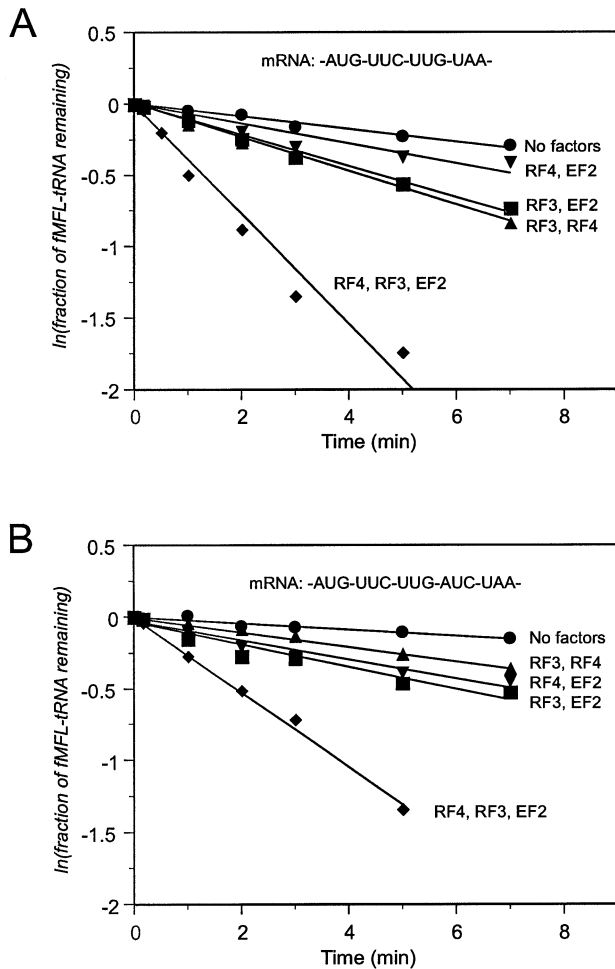 A
0.5
mRNA: -AUG-UUC-UUG-UAA-
0
No factors
RF4, EF2
-0.5
RF3, EF2
RF3, RF4
-1
RF4, RF3, EF2
-1.5
-2
ln(fraction of fMFL-tRNA remaining)
0 2 4 6 8
Time (min)
B
0.5
mRNA: -AUG-UUC-UUG-AUC-UAA-
0
No factors
RF3, RF4
RF4, EF2
-0.5
RF3, EF2
-1
RF4, RF3, EF2
-1.5
-2
ln(fraction of fMFL-tRNA remaining)
0 2 4 6 8
Time (min)